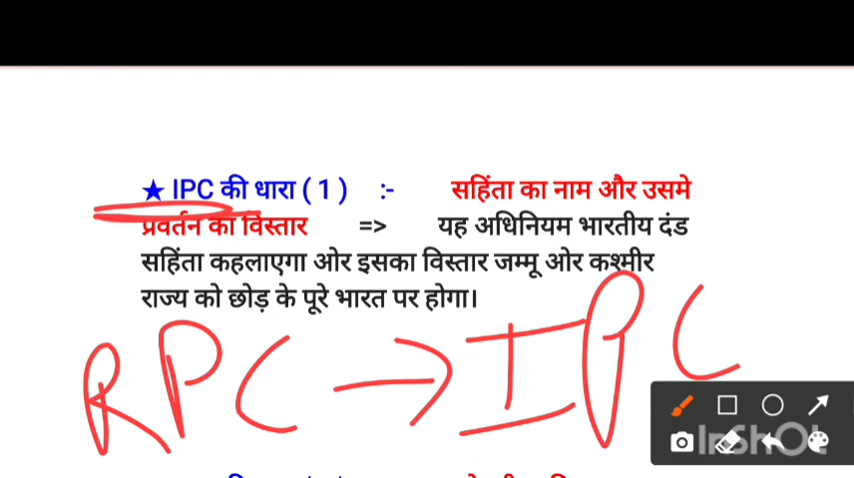 ★ IPC की धारा ( 1 ) :- सहिंता का नाम और उसमे
प्रवर्तन का विस्तार => यह अधिनियम भारतीय दंड
सहिंता कहलाएगा ओर इसका विस्तार जम्मू ओर कश्मीर
राज्य को छोड़ के पूरे भारत पर होगा।
RPC → IPC
InShOt